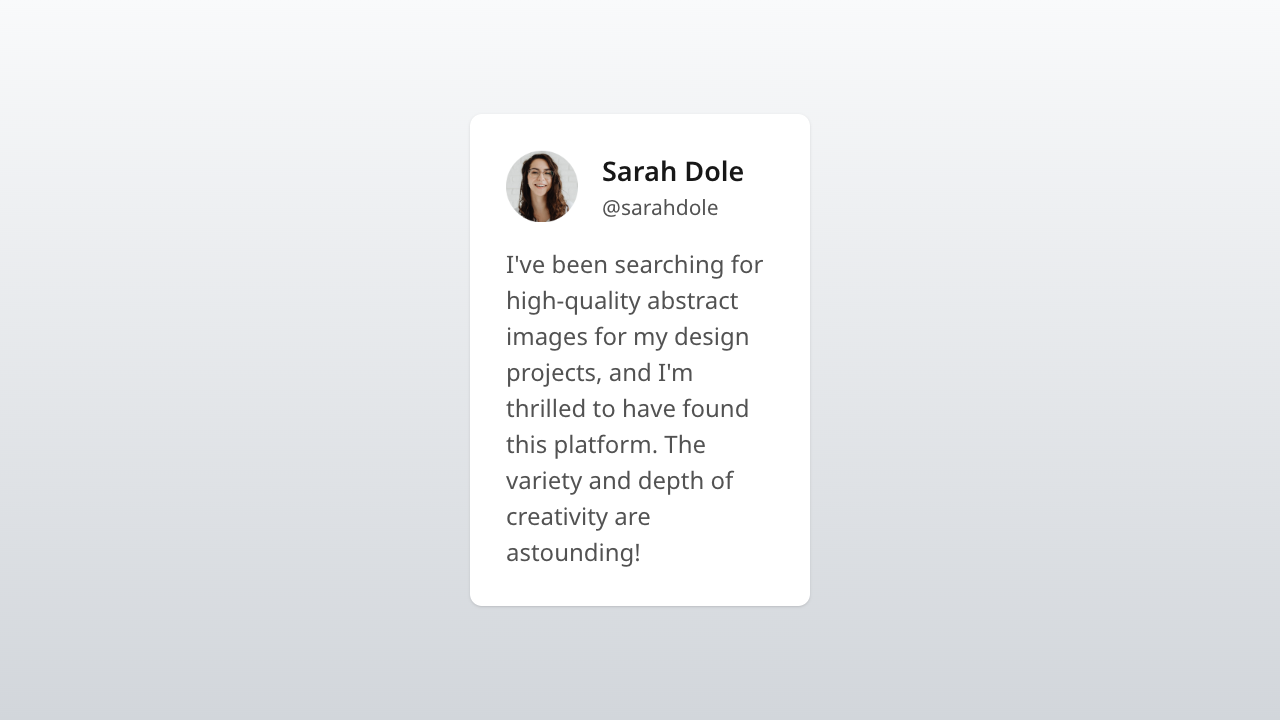 Sarah Dole
@sarahdole
I've been searching for
high-quality abstract
images for my design
projects, and I'm
thrilled to have found
this platform. The
variety and depth of
creativity are
astounding!